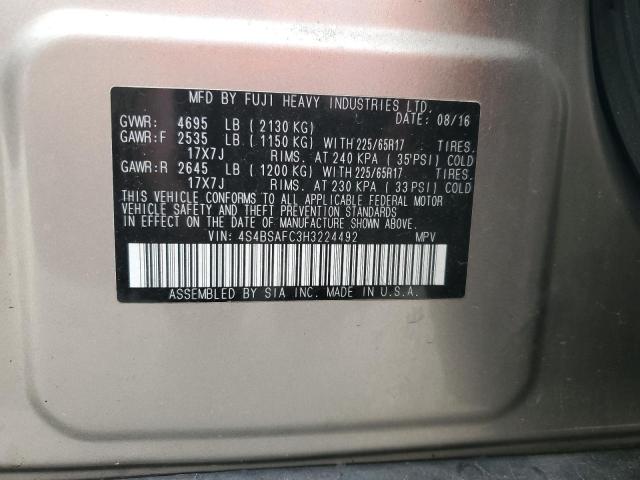 MFD BY FUJI HEAVY INDUSTRIES LTD.
DATE: 08/16
GVWR: 4695 LB (2130 KG)
GAWR:F 2535 LB (1150 KG) WITH 225/65R17 TIRES.
17X7J RIMS. AT 240 KPA (35 PSI) COLD
GAWR:R 2645 LB (1200 KG) WITH 225/65R17 TIRES.
17X7J RIMS. AT 230 KPA (33 PSI) COLD
THIS VEHICLE CONFORMS TO ALL APPLICABLE FEDERAL MOTOR
VEHICLE SAFETY AND THEFT PREVENTION STANDARDS IN EFFECT
ON THE DATE OF MANUFACTURE SHOWN ABOVE.
VIN: 4S4BSAFC3H3224492 MPV
ASSEMBLED BY SIA INC. MADE IN U.S.A.